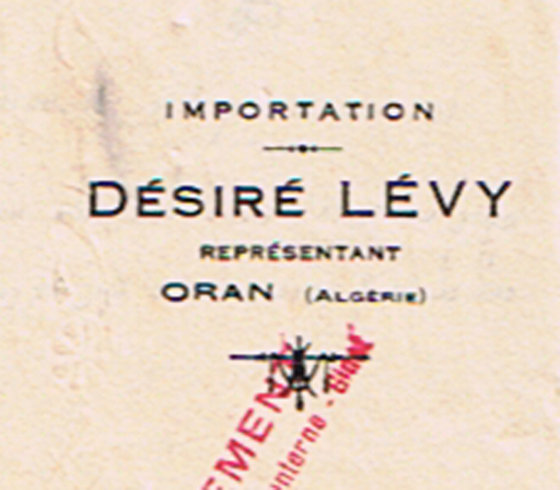 IMPORTATION
DÉSIRÉ LÉVY
REPRÉSENTANT
ORAN (ALGÉRIE)